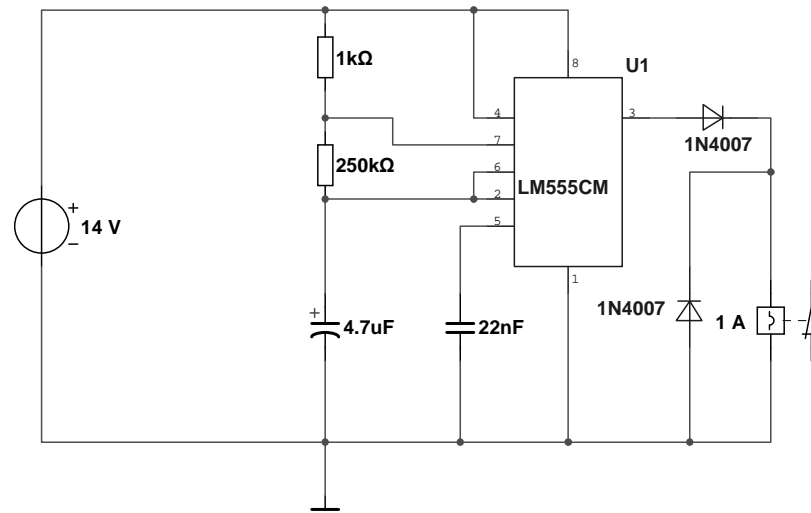 1kΩ
8
U1
4
3
7
1N4007
250kΩ
6
LM555CM
2
+
14 V
−
5
1
1N4007
+
4.7uF
22nF
1 A